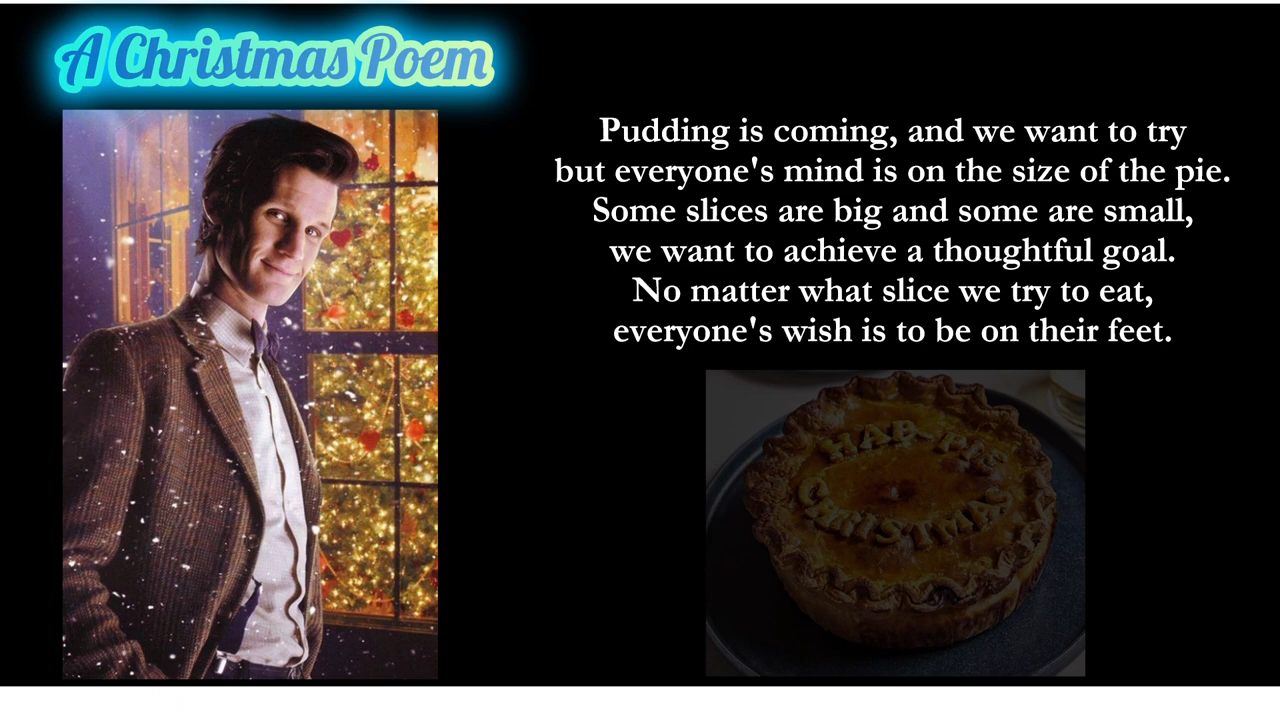 A Christmas Poem
Pudding is coming, and we want to try
but everyone's mind is on the size of the pie.
Some slices are big and some are small,
we want to achieve a thoughtful goal.
No matter what slice we try to eat,
everyone's wish is to be on their feet.
HAP-PIE
CHRISTMAS